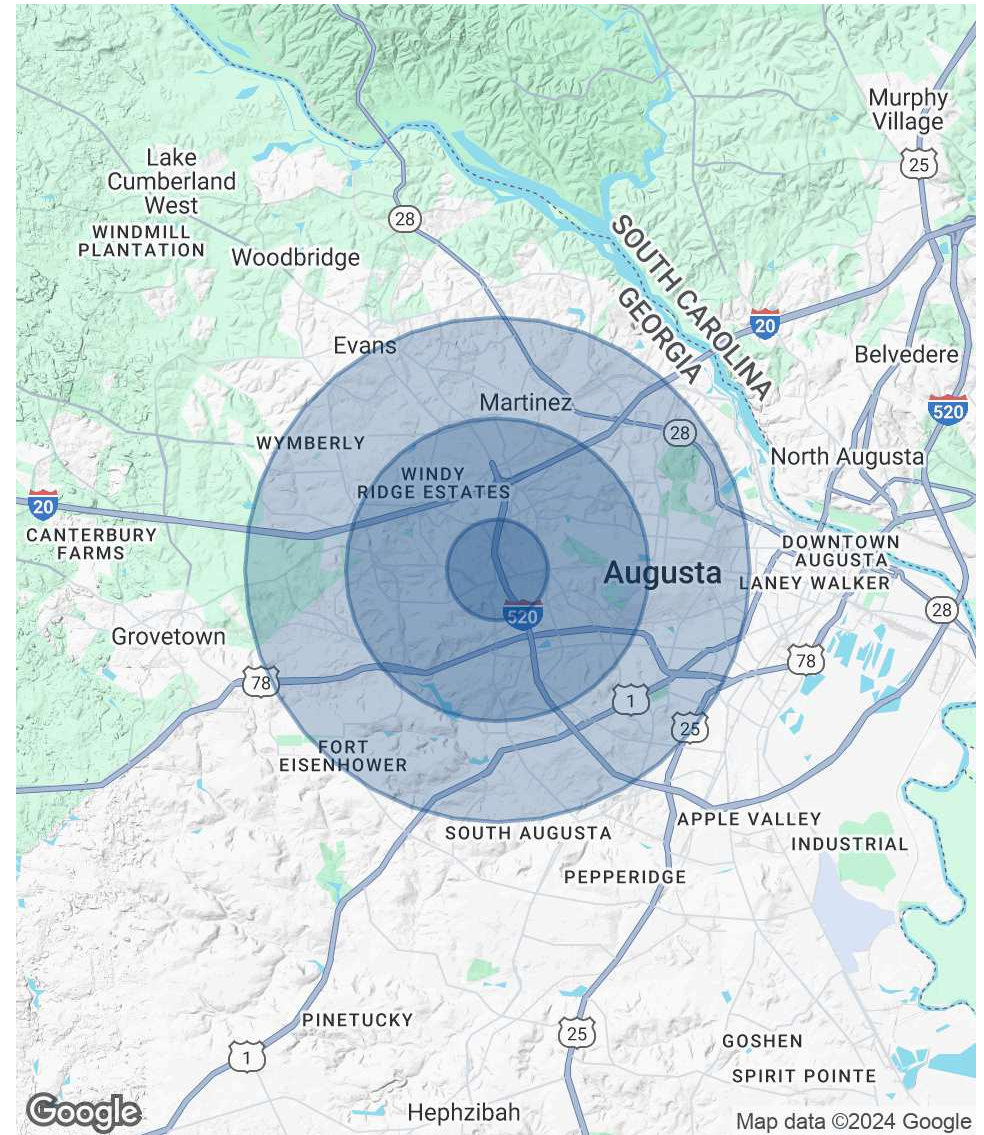 Murphy
Village
25
Lake
Cumberland
West
28
WINDMILL
PLANTATION
Woodbridge
SOUTH CAROLINA
GEORGIA
20
Evans
Belvedere
Martinez
520
28
WYMBERLY
North Augusta
WINDY
RIDGE ESTATES
20
CANTERBURY
FARMS
DOWNTOWN
AUGUSTA
Augusta
LANEY WALKER
520
28
Grovetown
78
78
1
25
FORT
EISENHOWER
SOUTH AUGUSTA
APPLE VALLEY
INDUSTRIAL
PEPPERIDGE
PINETUCKY
25
GOSHEN
1
SPIRIT POINTE
Google
Hephzibah
Map data ©2024 Google